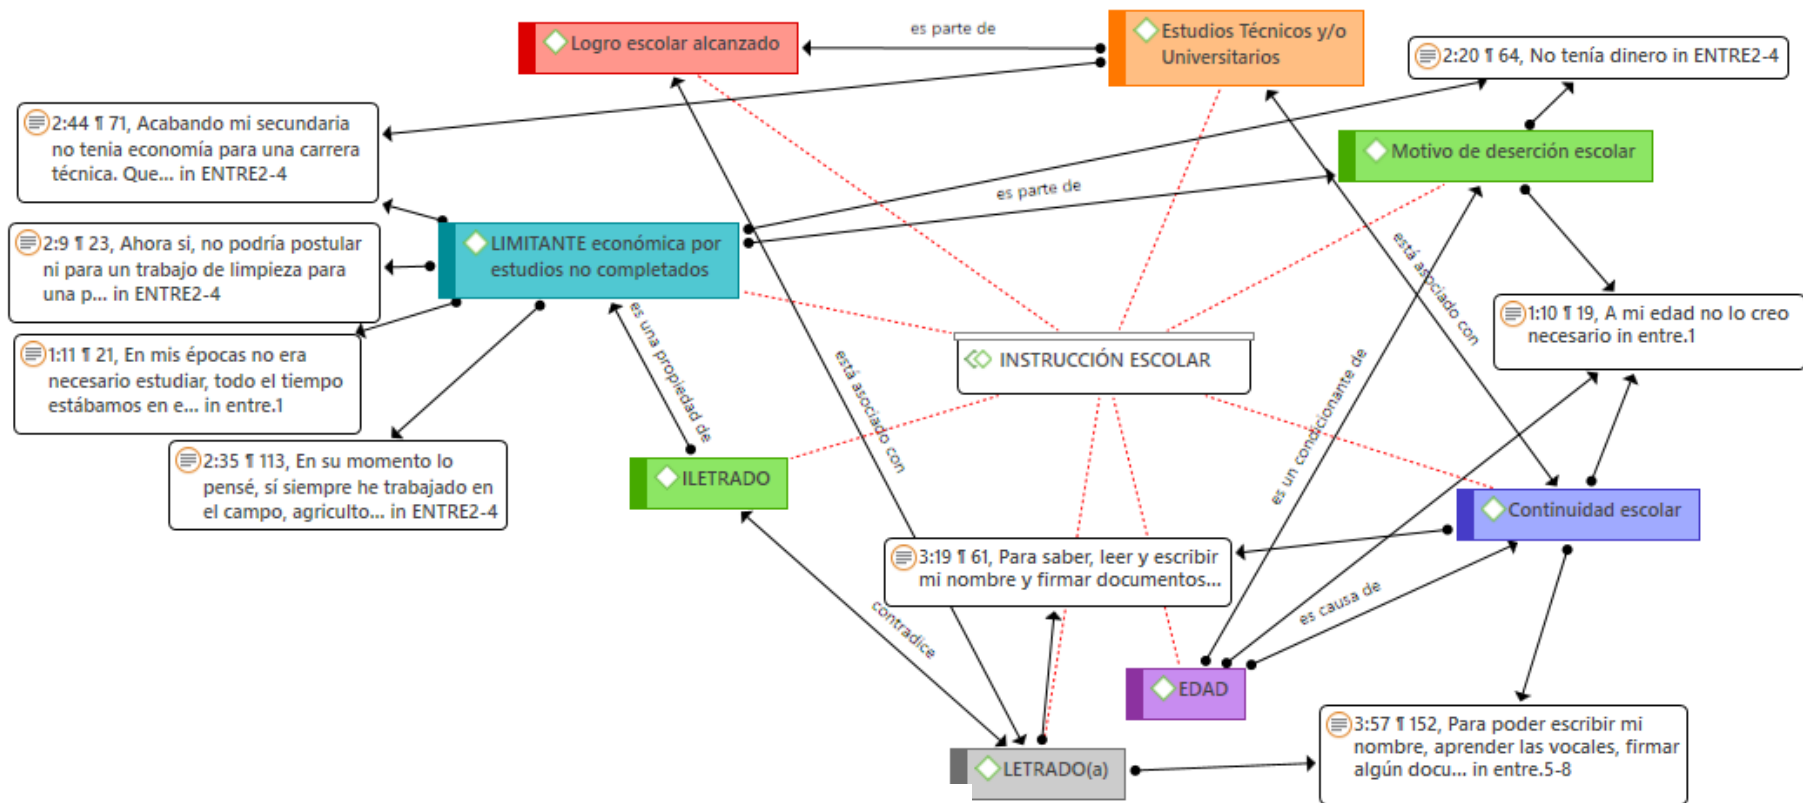 es parte de
Logro escolar alcanzado
Estudios Técnicos y/o
Universitarios
2:20 ¶ 64, No tenía dinero in ENTRE2-4
2:44 ¶ 71, Acabando mi secundaria
no tenia economía para una carrera
técnica. Que... in ENTRE2-4
Motivo de deserción escolar
es parte de
2:9 ¶ 23, Ahora si, no podría postular
ni para un trabajo de limpieza para
una p... in ENTRE2-4
LIMITANTE económica por
estudios no completados
está asociado con
1:10 ¶ 19, A mi edad no lo creo
necesario in entre.1
es una propiedad de
1:11 ¶ 21, En mis épocas no era
necesario estudiar, todo el tiempo
estábamos en e... in entre.1
INSTRUCCIÓN ESCOLAR
está asociado con
es un condicionante de
2:35 ¶ 113, En su momento lo
pensé, sí siempre he trabajado en
el campo, agriculto... in ENTRE2-4
ILETRADO
Continuidad escolar
3:19 ¶ 61, Para saber, leer y escribir
mi nombre y firmar documentos...
contradice
es causa de
EDAD
3:57 ¶ 152, Para poder escribir mi
nombre, aprender las vocales, firmar
algún docu... in entre.5-8
LETRADO(a)